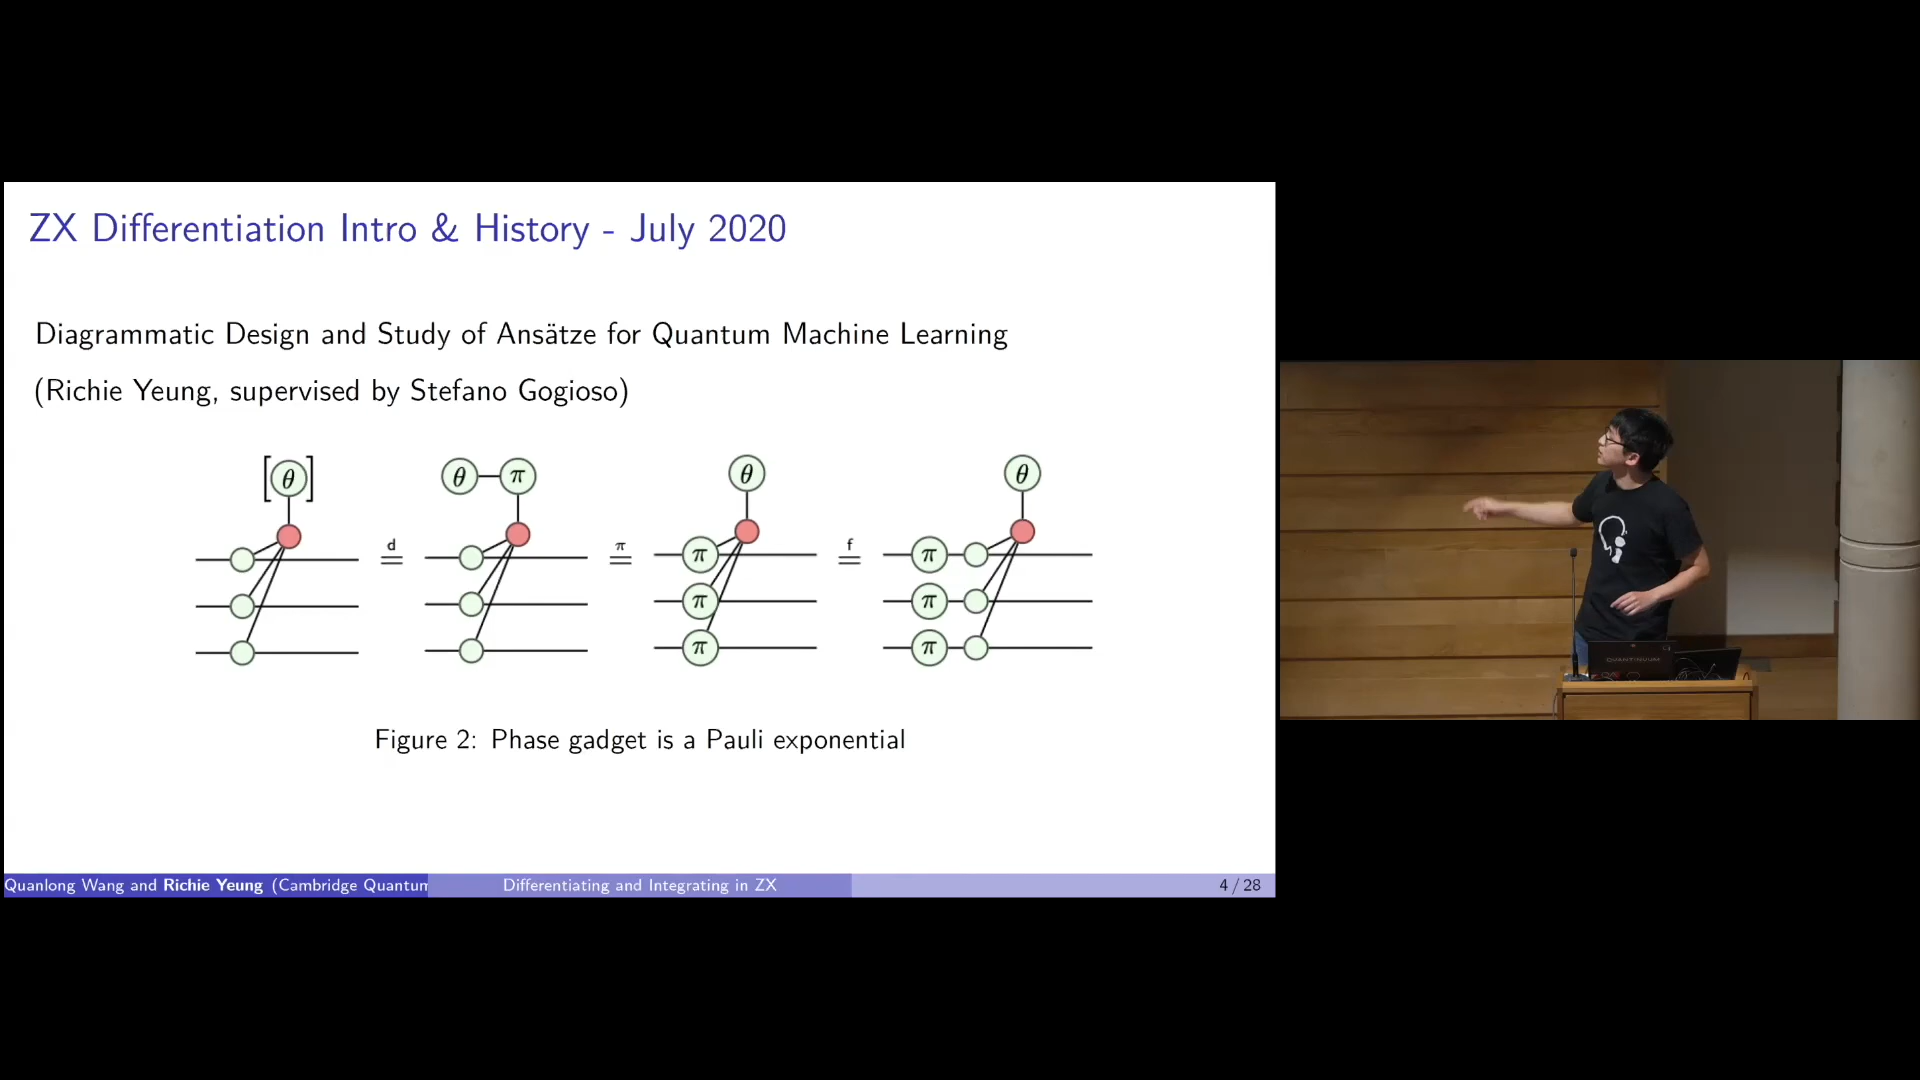 ZX Differentiation Intro & History - July 2020
Diagrammatic Design and Study of Ansätze for Quantum Machine Learning
(Richie Yeung, supervised by Stefano Gogioso)
[θ] d= θ π π= θ f= θ
π π
π π
π π
Figure 2: Phase gadget is a Pauli exponential
Quanlong Wang and Richie Yeung (Cambridge Quantum
Differentiating and Integrating in ZX
4 / 28
QUANTINUUM